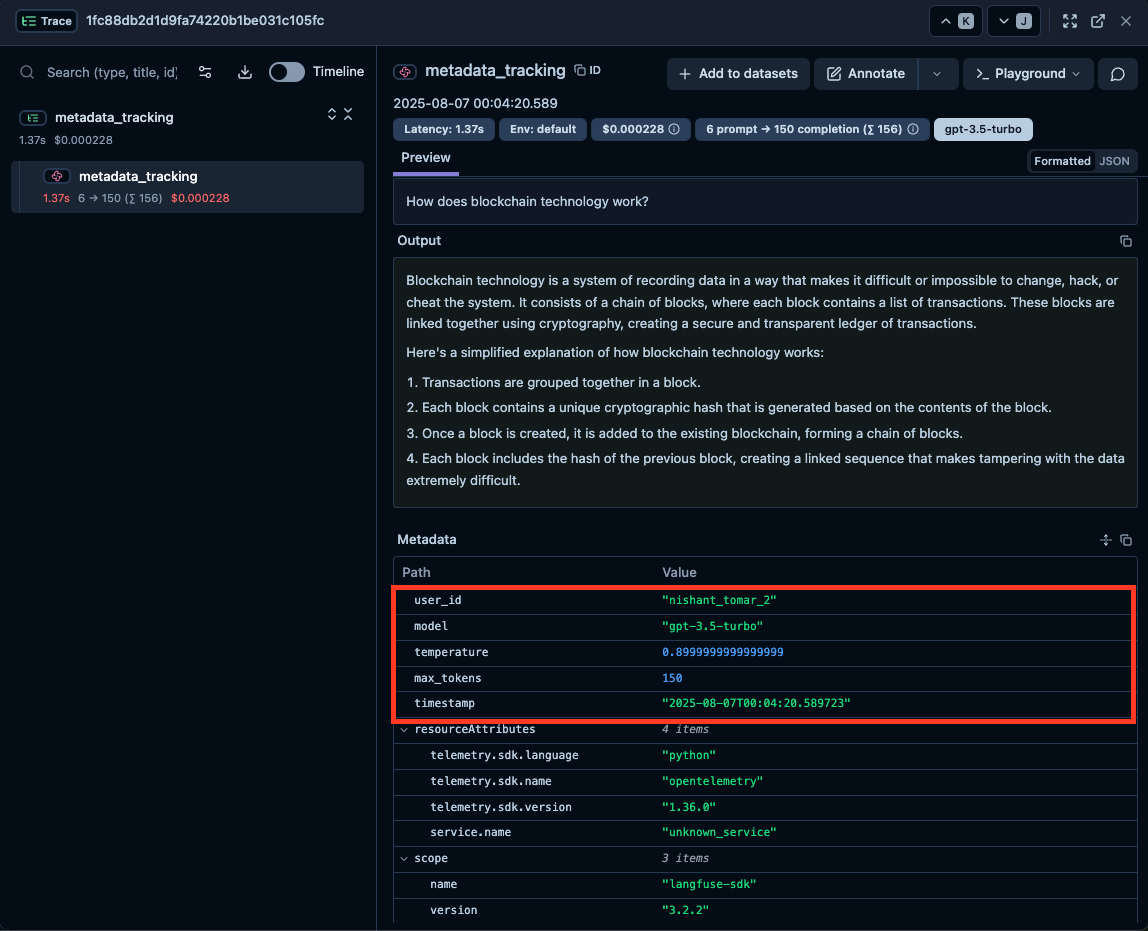 Trace 1fc88db2d1d9fa74220b1be031c105fc K J
Search (type, title, id) Timeline
metadata_tracking
1.37s $0.000228
metadata_tracking
1.37s 6 → 150 (∑ 156) $0.000228
metadata_tracking ID
Add to datasets Annotate Playground
2025-08-07 00:04:20.589
Latency: 1.37s Env: default $0.000228 6 prompt → 150 completion (∑ 156) gpt-3.5-turbo
Preview Formatted JSON
How does blockchain technology work?
Output
Blockchain technology is a system of recording data in a way that makes it difficult or impossible to change, hack, or
cheat the system. It consists of a chain of blocks, where each block contains a list of transactions. These blocks are
linked together using cryptography, creating a secure and transparent ledger of transactions.
Here's a simplified explanation of how blockchain technology works:
1. Transactions are grouped together in a block.
2. Each block contains a unique cryptographic hash that is generated based on the contents of the block.
3. Once a block is created, it is added to the existing blockchain, forming a chain of blocks.
4. Each block includes the hash of the previous block, creating a linked sequence that makes tampering with the data
extremely difficult.
Metadata
Path Value
user_id "nishant_tomar_2"
model "gpt-3.5-turbo"
temperature 0.8999999999999999
max_tokens 150
timestamp "2025-08-07T00:04:20.589723"
resourceAttributes 4 items
telemetry.sdk.language "python"
telemetry.sdk.name "opentelemetry"
telemetry.sdk.version "1.36.0"
service.name "unknown_service"
scope 3 items
name "langfuse-sdk"
version "3.2.2"